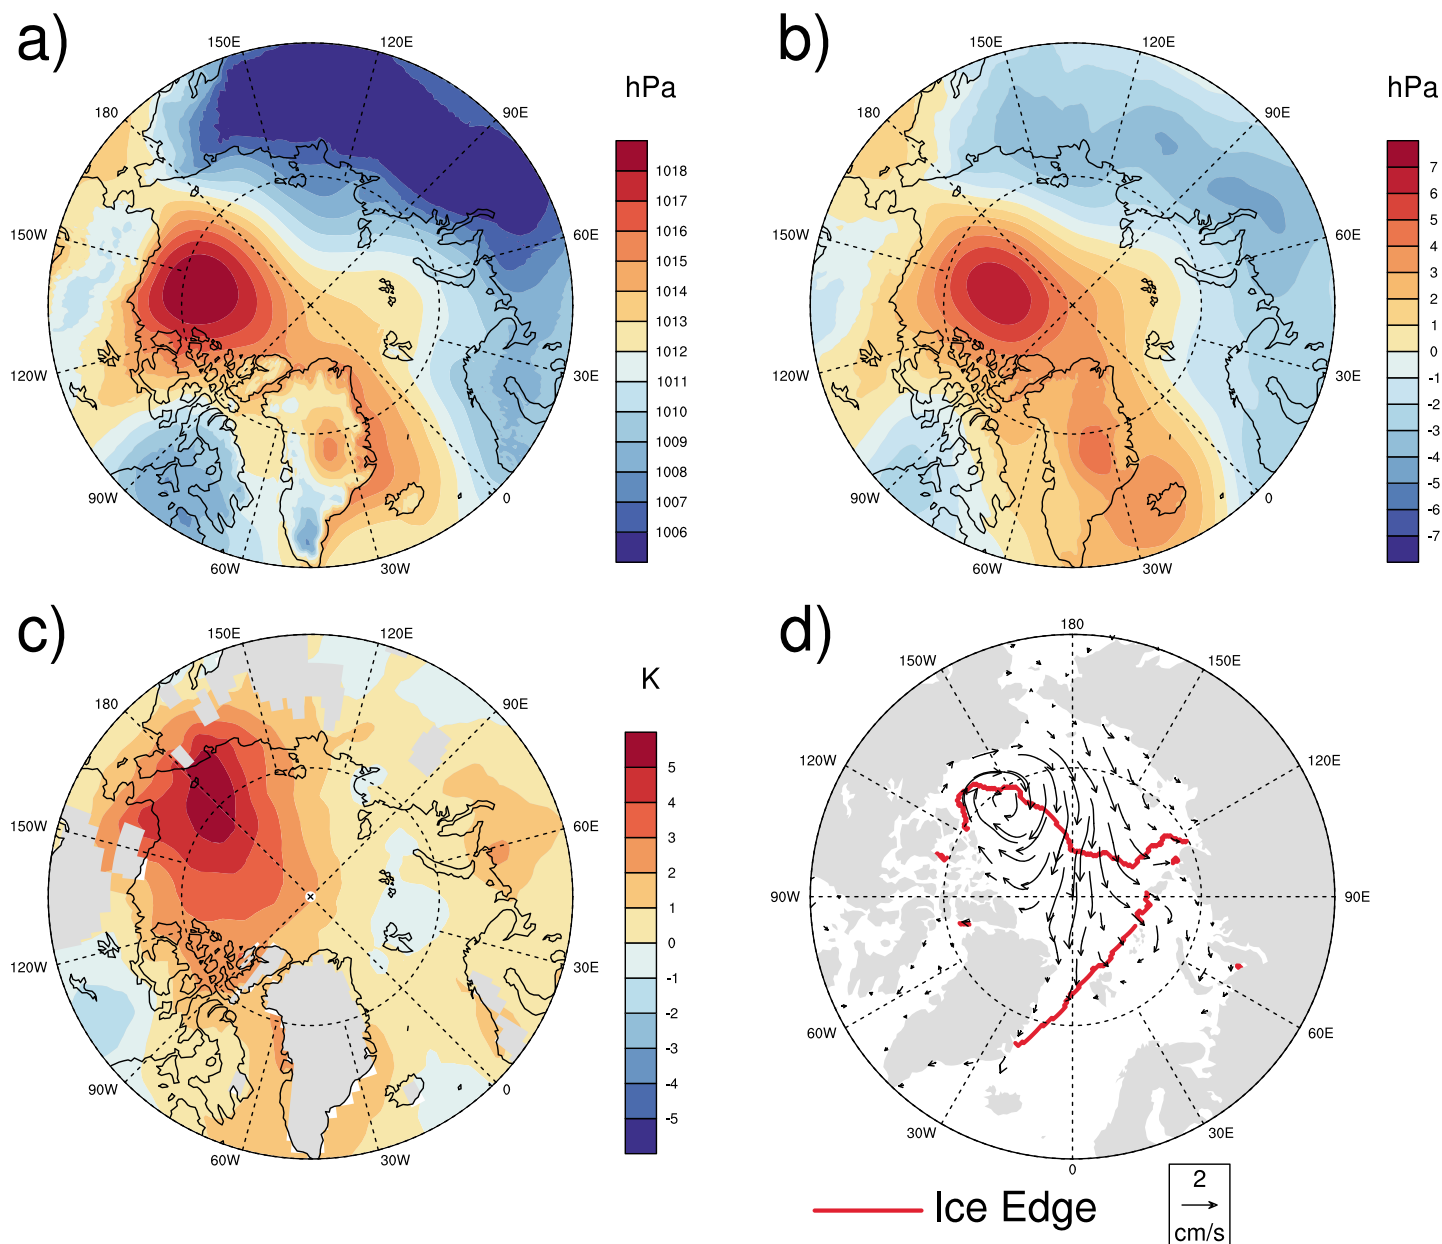 a)
hPa
150E
120E
180
90E
150W
60E
120W
30E
90W
0
60W
30W
1018
1017
1016
1015
1014
1013
1012
1011
1010
1009
1008
1007
1006
b)
hPa
150E
120E
180
90E
150W
60E
120W
30E
90W
0
60W
30W
7
6
5
4
3
2
1
0
-1
-2
-3
-4
-5
-6
-7
c)
K
150E
120E
180
90E
150W
60E
120W
30E
90W
0
60W
30W
5
4
3
2
1
0
-1
-2
-3
-4
-5
d)
180
150W
150E
120W
120E
90W
90E
60W
60E
30W
30E
0
Ice Edge
2
cm/s